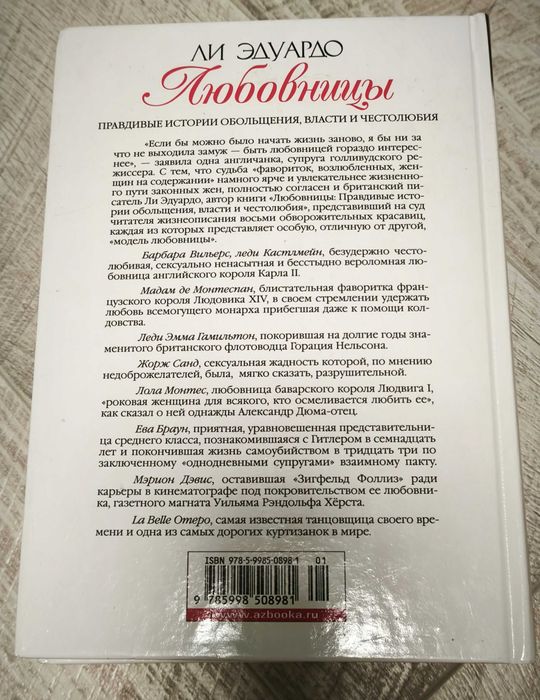 ЛИ ЭДУАРДО
Любовницы
ПРАВДИВЫЕ ИСТОРИИ ОБОЛЬЩЕНИЯ, ВЛАСТИ И ЧЕСТОЛЮБИЯ
«Если бы можно было начать жизнь заново, я бы ни за
что не выходила замуж — быть любовницей гораздо интерес-
нее», — заявила одна англичанка, супруга голливудского ре-
жиссера. С тем, что судьба «фавориток, возлюбленных, жен-
щин на содержании» намного ярче и увлекательнее жизненно-
го пути законных жен, полностью согласен и британский пи-
сатель Ли Эдуардо, автор книги «Любовницы: Правдивые исто-
рии обольщения, власти и честолюбия», представивший на суд
читателя жизнеописания восьми обворожительных красавиц,
каждая из которых представляет особую, отличную от другой,
«модель любовницы».
Барбара Вильерс, леди Каслтмейн, безудержно често-
любивая, сексуально ненасытная и бесстыдно вероломная лю-
бовница английского короля Карла II.
Мадам де Монтеспан, блистательная фаворитка фран-
цузского короля Людовика XIV, в своем стремлении удержать
любовь всемогущего монарха прибегшая даже к помощи кол-
довства.
Леди Эмма Гамильтон, покорившая на долгие годы зна-
менитого британского флотоводца Горация Нельсона.
Жорж Санд, сексуальная жадность которой, по мнению
недоброжелателей, была, мягко сказать, разрушительной.
Лола Монтес, любовница баварского короля Людвига I,
«роковая женщина для всякого, кто осмеливается любить ее»,
как сказал о ней однажды Александр Дюма-отец.
Ева Браун, приятная, уравновешенная представитель-
ница среднего класса, познакомившаяся с Гитлером в семнадцать
лет и покончившая жизнь самоубийством в тридцать три по
заключенному «однодневными супругами» взаимному пакту.
Мэрион Дэвис, оставившая «Зигфельд Фоллиз» ради
карьеры в кинематографе под покровительством ее любовни-
ка, газетного магната Уильяма Рэндольфа Хёрста.
La Belle Отеро, самая известная танцовщица своего вре-
мени и одна из самых дорогих куртизанок в мире.
ISBN 978-5-9985-0898-1
01
9 785998 508981
www.azbooka.ru